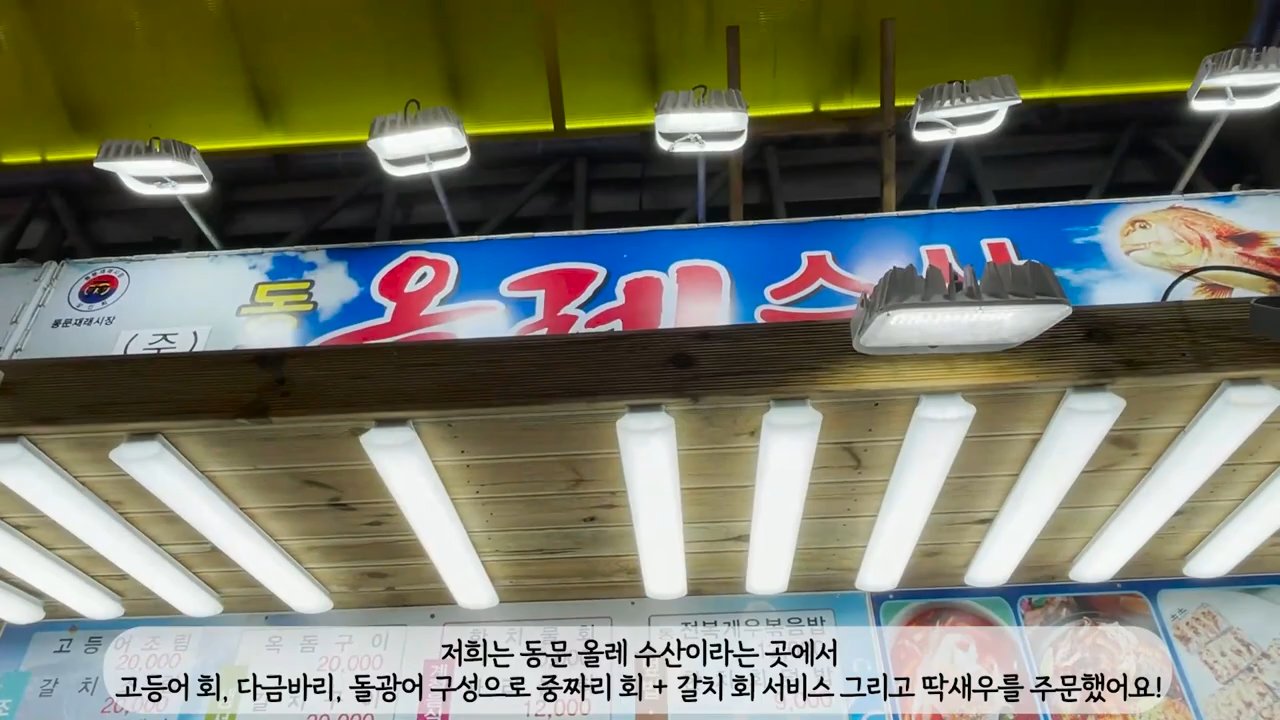 동문재래시장
(주)
동
올레 수산
고등어조림
20,000
갈치
20,000
옥돔구이
20,000
전복게우볶음밥
12,000
저희는 동문 올레 수산이라는 곳에서
고등어 회, 다금바리, 돌광어 구성으로 중짜리 회 + 갈치 회 서비스 그리고 딱새우를 주문했어요!